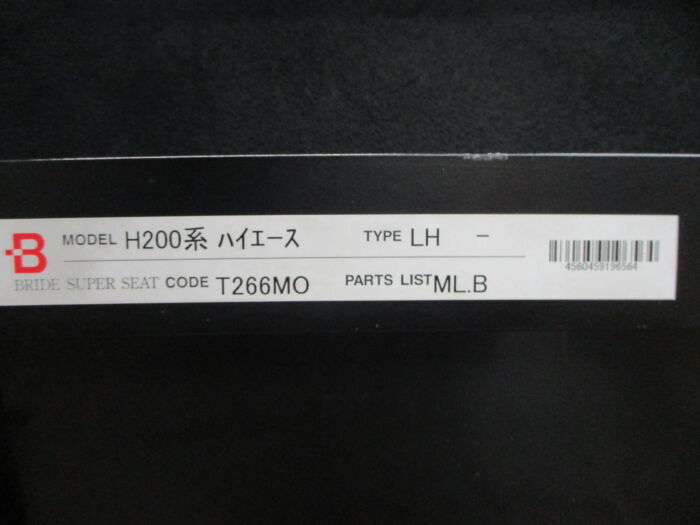 B MODEL H200系 ハイエース TYPE LH -
BRIDE SUPER SEAT CODE T266MO PARTS LIST ML.B
4560459196564